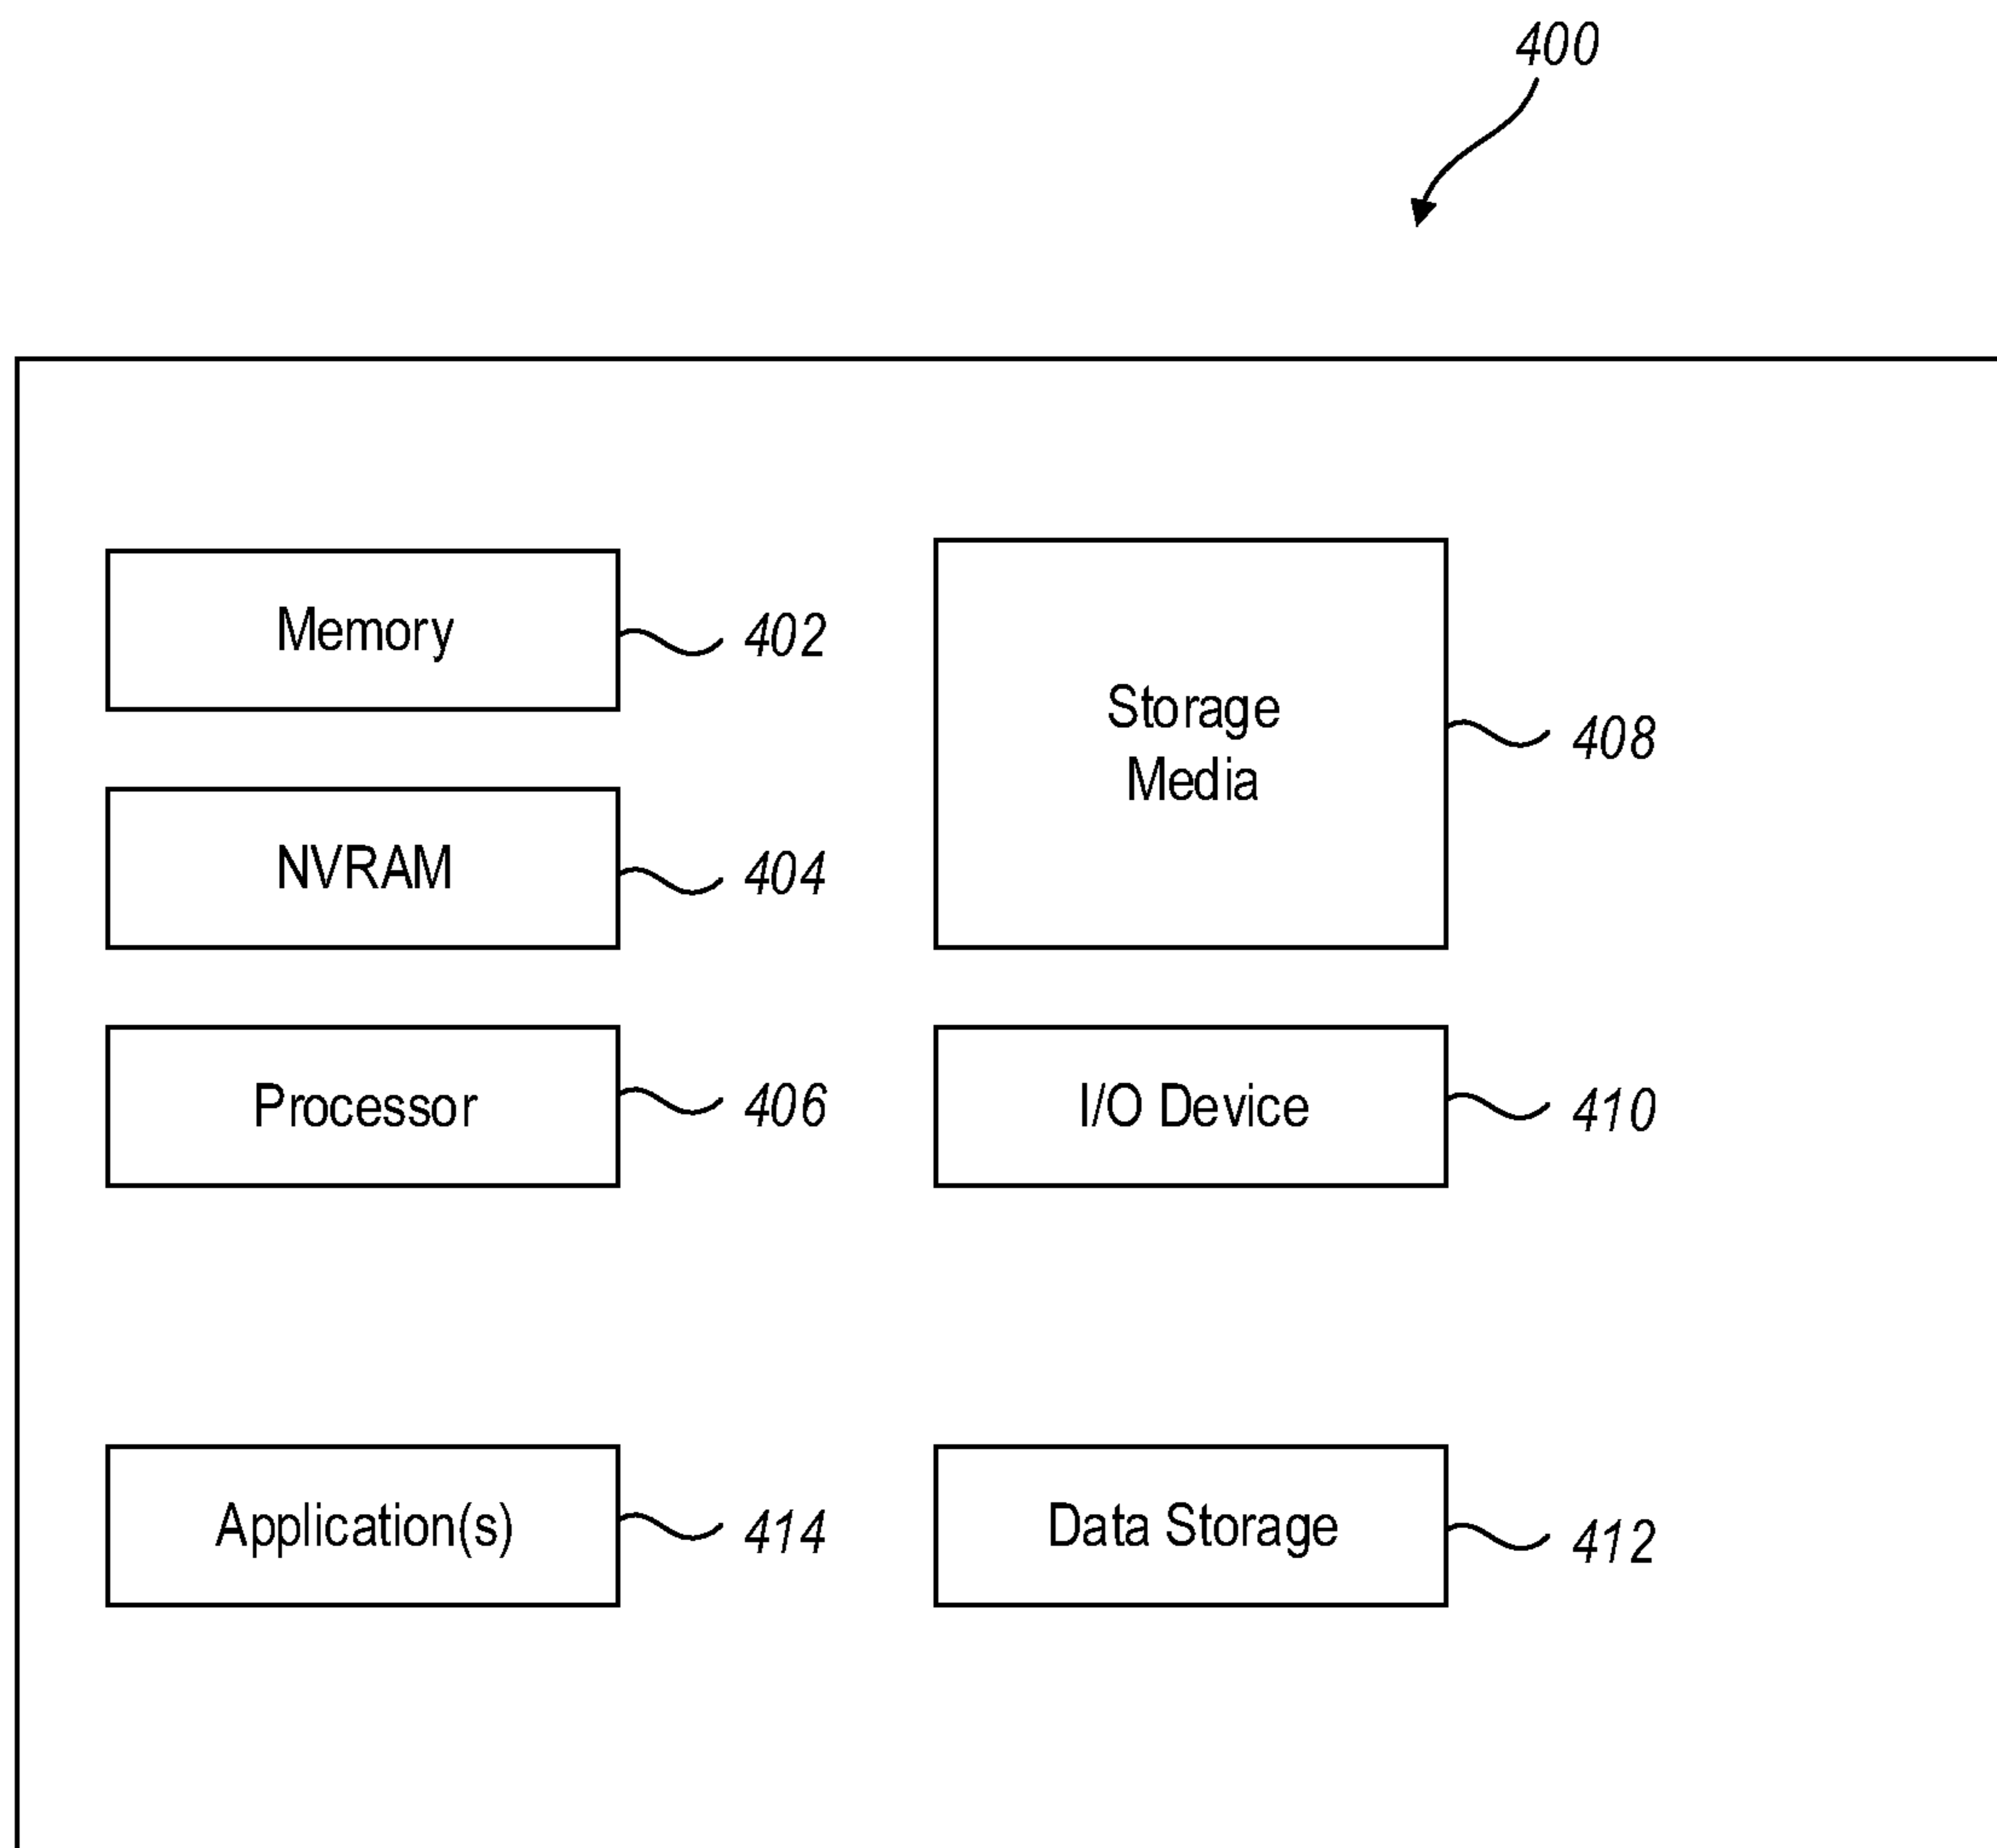 400
Memory
402
Storage
Media
408
NVRAM
404
Processor
406
I/O Device
410
Application(s)
414
Data Storage
412